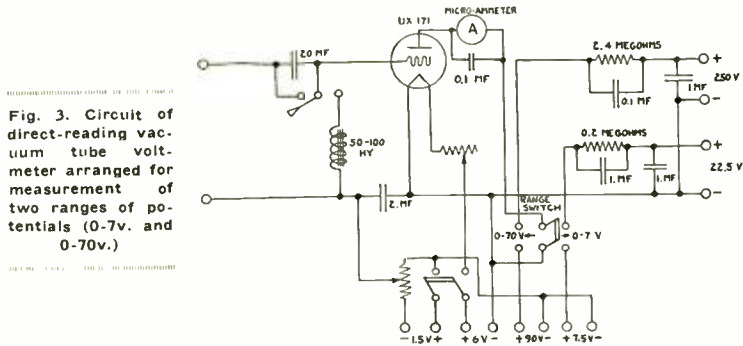 Fig. 3. Circuit of
direct-reading vac-
uum tube volt-
meter arranged for
measurement of
two ranges of po-
tentials (0-7v. and
0-70v.)
MICRO-AMMETER
UX 171
A
20 MF
0.1 MF
2.4 MEGOHMS
+
0.1 MF
1 MF
250 V
-
50-100
HY
0.2 MEGOHMS
+
1 MF
1 MF
22.5 V
2. MF
-
RANGE
SWITCH
0-70V
0-7 V
-1.5V+
+6V-
+90V-
+7.5V-